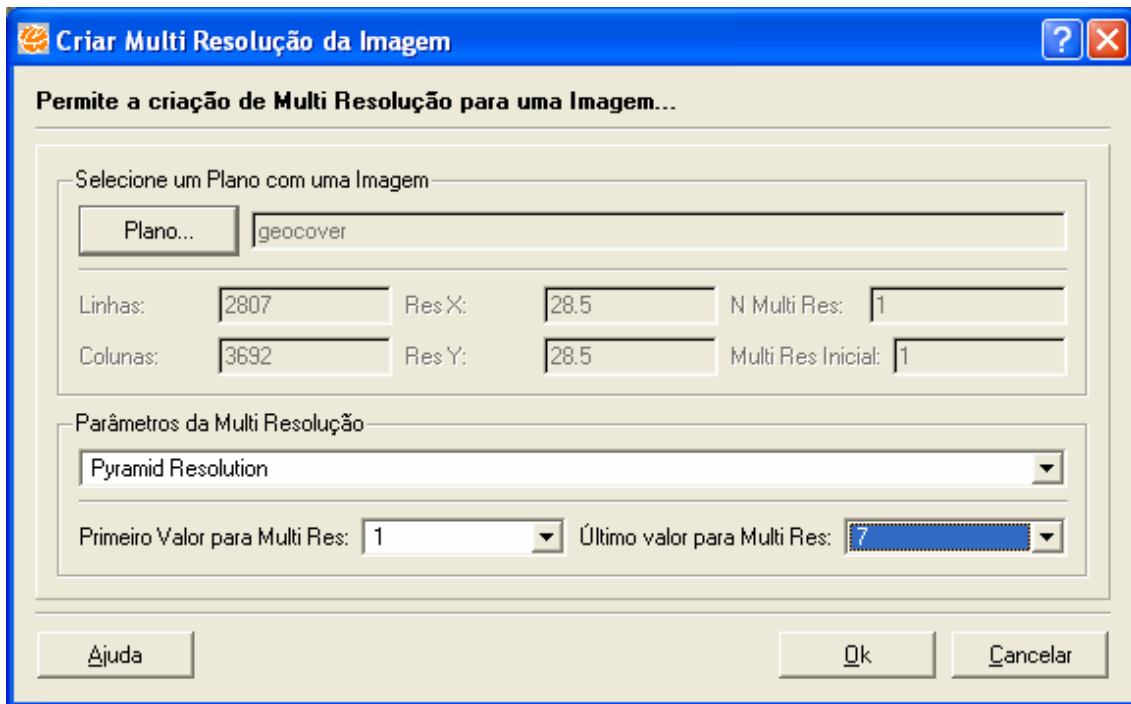 Criar Multi Resolução da Imagem
Permite a criação de Multi Resolução para uma Imagem...
Selecione um Plano com uma Imagem
Plano... geocover
Linhas: 2807 Res X: 28.5 N Multi Res: 1
Colunas: 3692 Res Y: 28.5 Multi Res Inicial: 1
Parâmetros da Multi Resolução
Pyramid Resolution
Primeiro Valor para Multi Res: 1 Último valor para Multi Res: 7
Ajuda Ok Cancelar